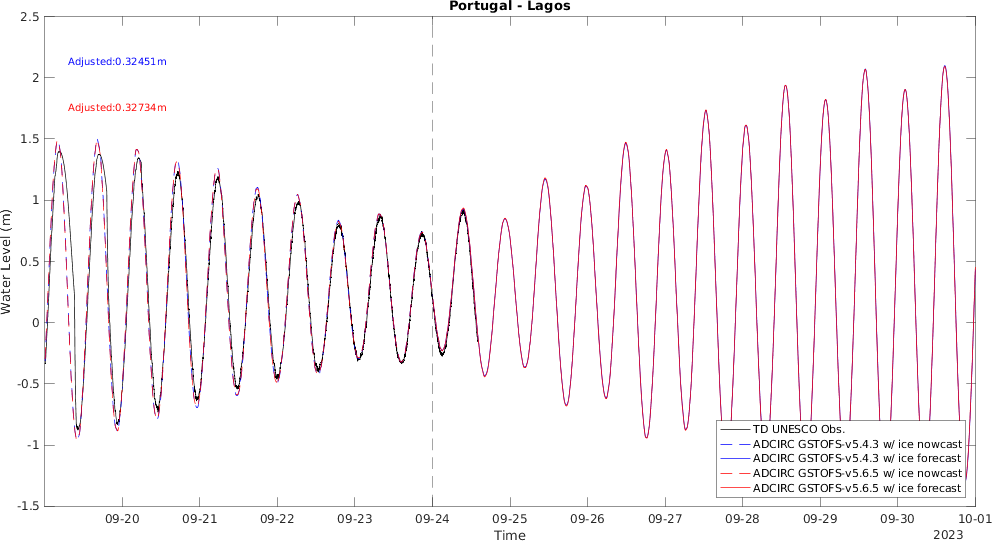 Portugal - Lagos
2.5
2
1.5
1
0.5
0
-0.5
-1
-1.5
Water Level (m)
Adjusted:0.32451m
Adjusted:0.32734m
TD UNESCO Obs.
ADCIRC GSTOFS-v5.4.3 w/ ice nowcast
ADCIRC GSTOFS-v5.4.3 w/ ice forecast
ADCIRC GSTOFS-v5.6.5 w/ ice nowcast
ADCIRC GSTOFS-v5.6.5 w/ ice forecast
09-20 09-21 09-22 09-23 09-24 09-25 09-26 09-27 09-28 09-29 09-30 10-01
Time
2023